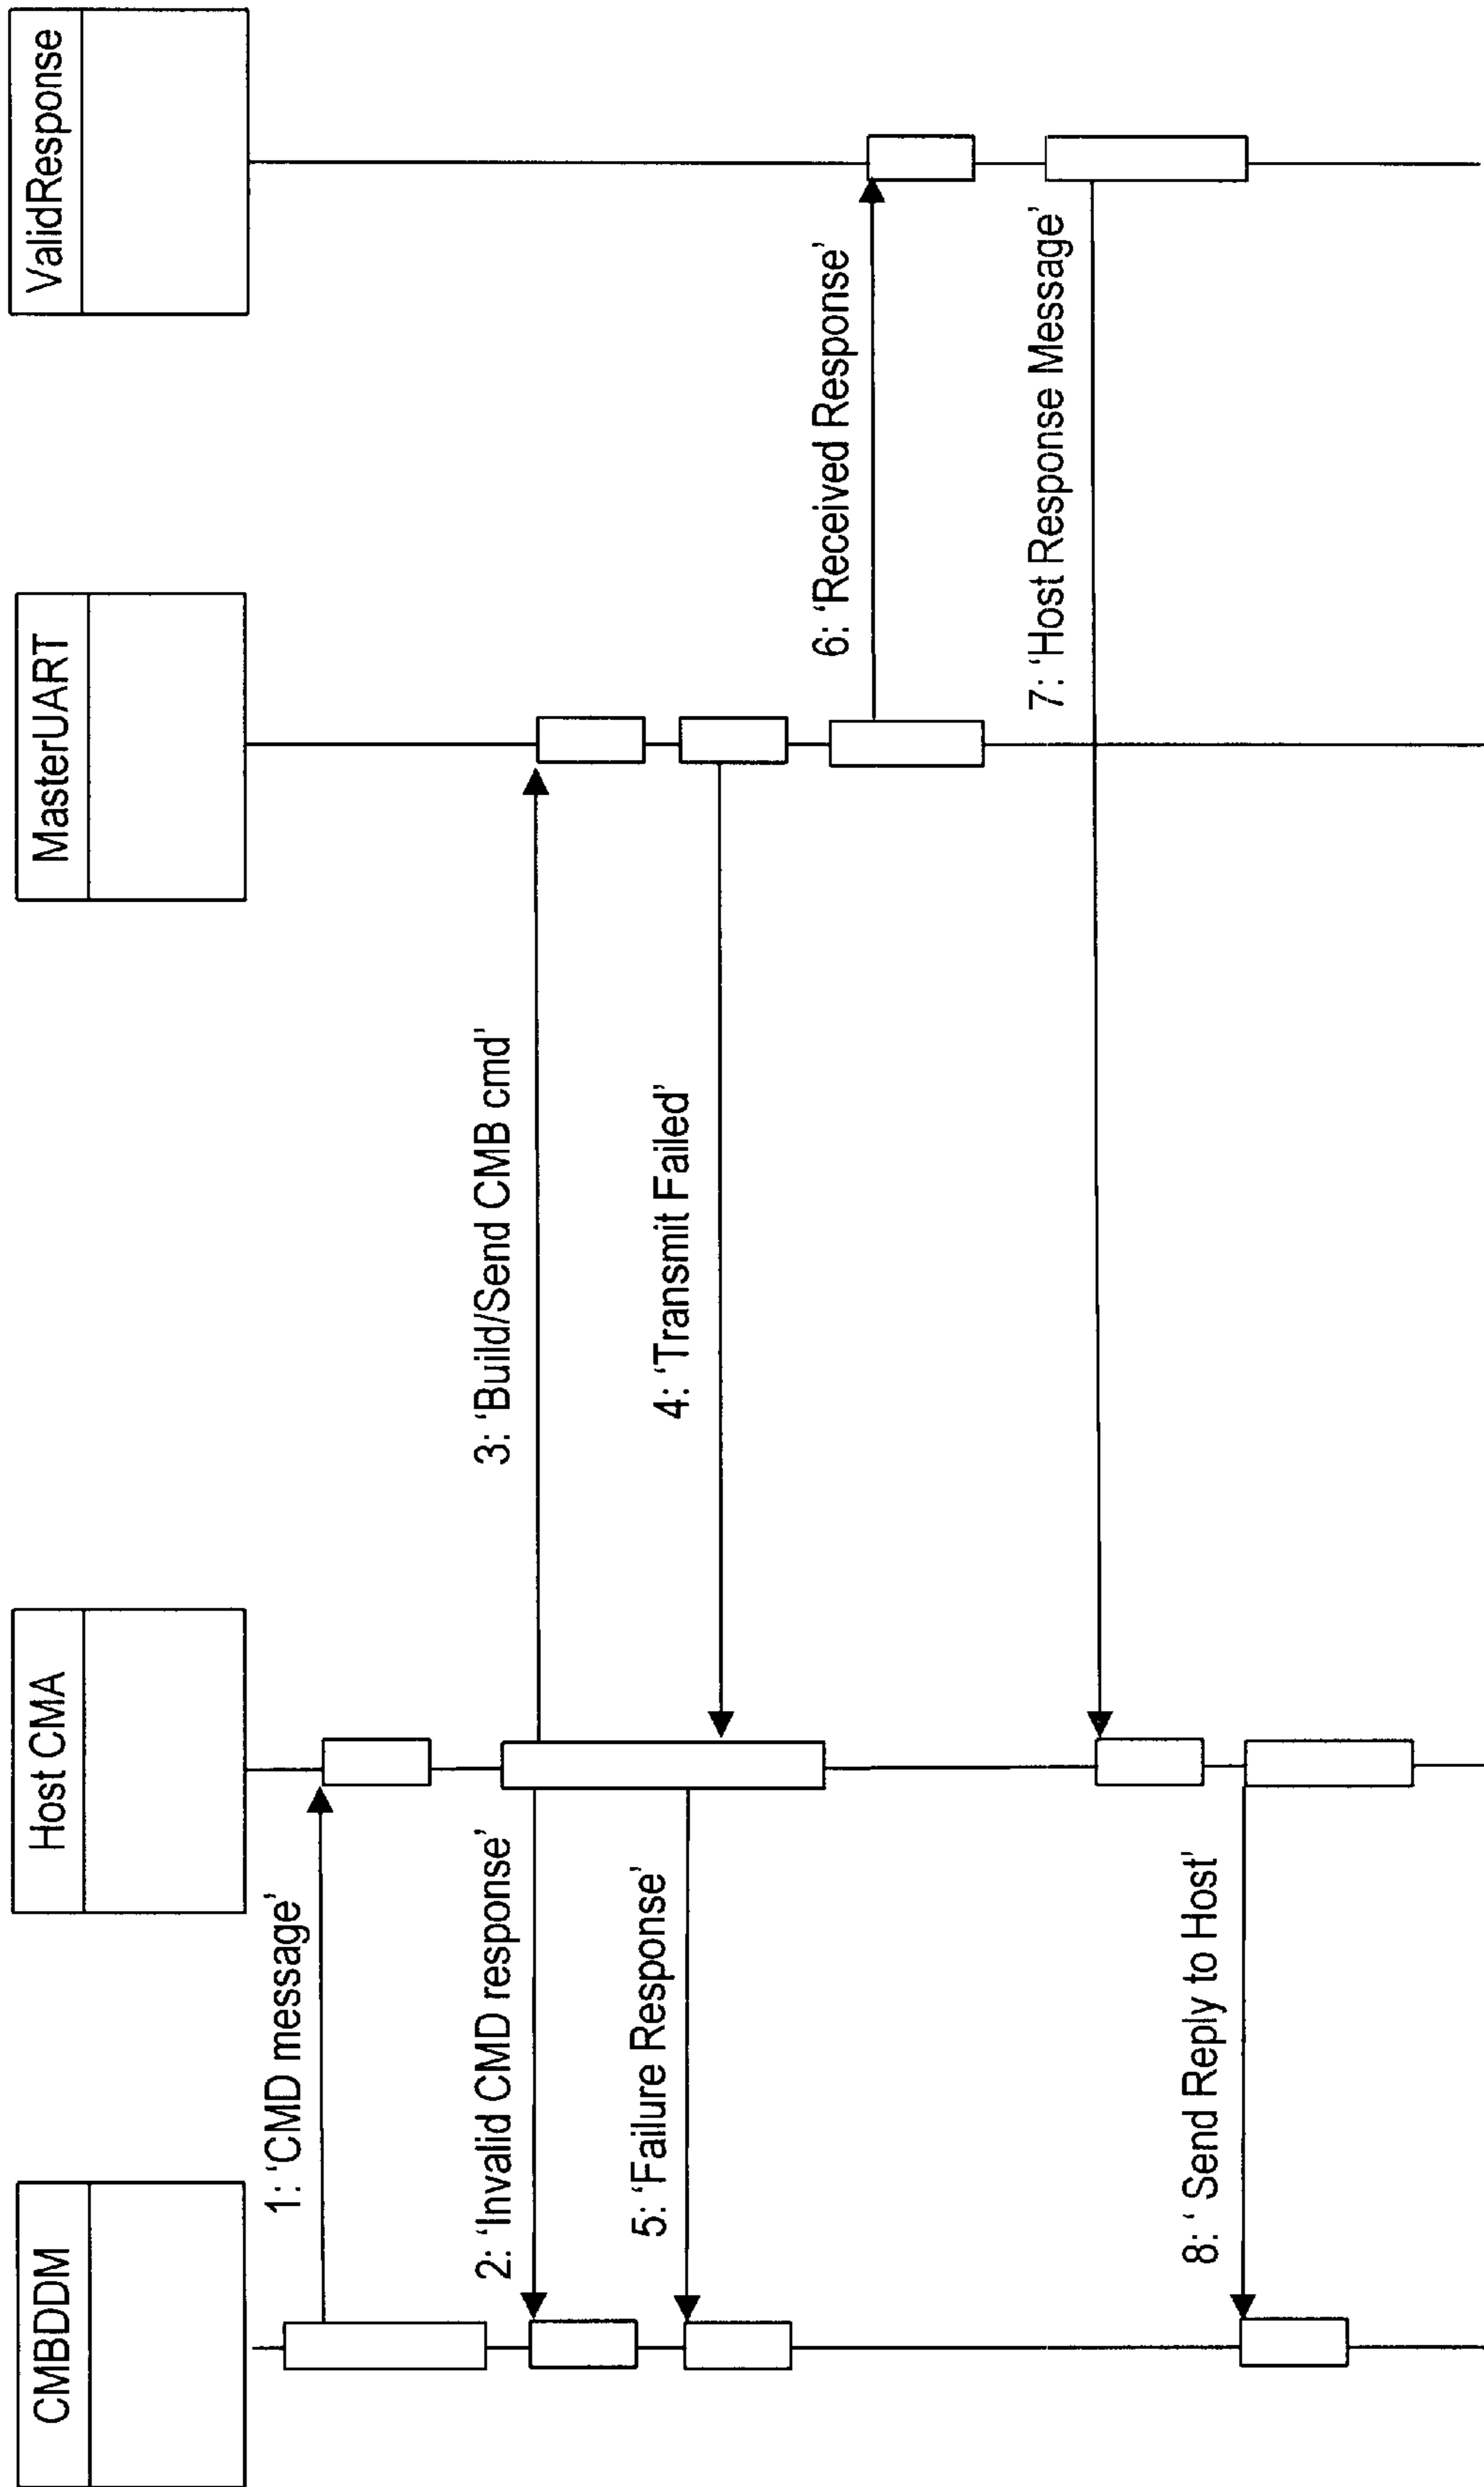 CMBDDM
Host CMA
MasterUART
ValidResponse
1: ‘CMD message’
2: ‘Invalid CMD response’
3: ‘Build/Send CMB cmd’
5: ‘Failure Response’
4: ‘Transmit Failed’
6: ‘Received Response’
7: ‘Host Response Message’
8: ‘ Send Reply to Host’